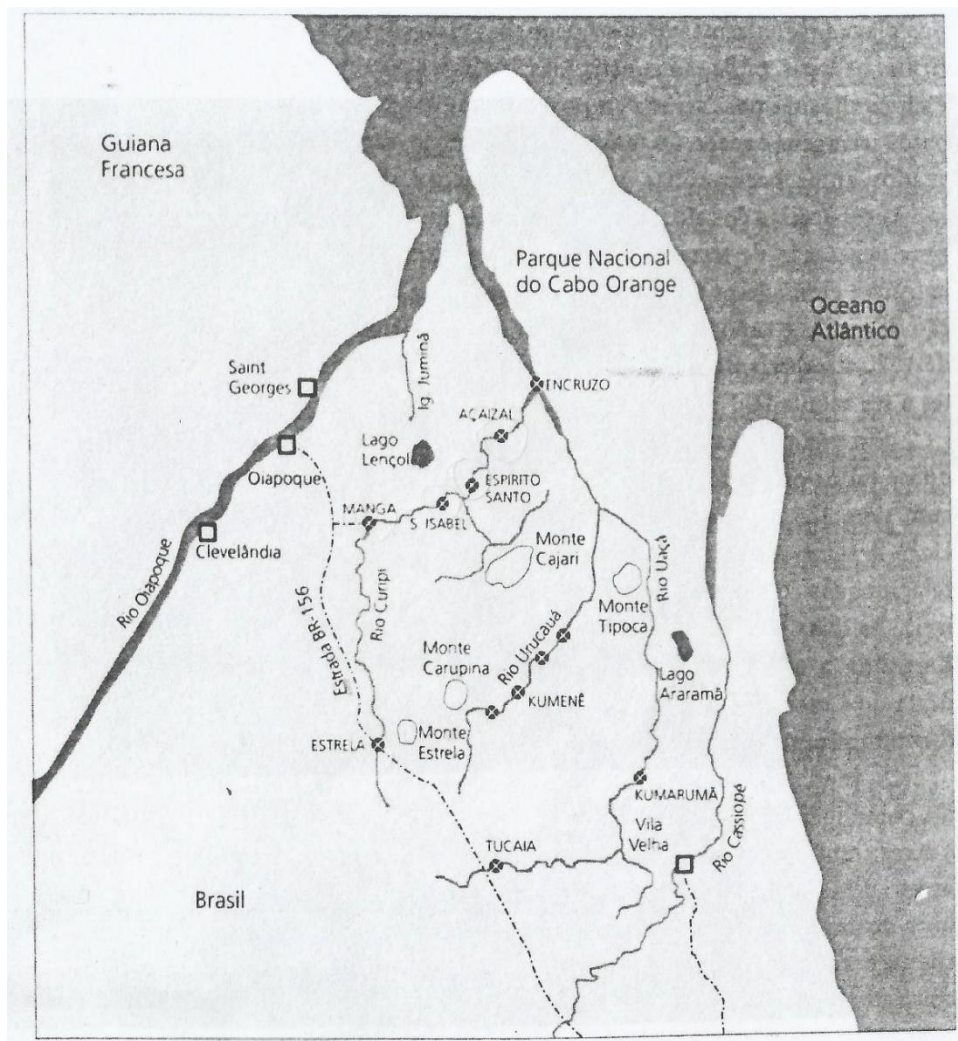 Guiana
Francesa
Parque Nacional
do Cabo Orange
Oceano
Atlântico
Saint
Georges
Ig. Juminã
ENCRUZO
AÇAIZAL
Lago
Lençol
Oiapoque
ESPIRITO
SANTO
MANGA
S. ISABEL
Clevelândia
Monte
Cajari
Rio Oiapoque
Rio Uaçá
Rio Curipi
Estrada BR-156
Monte
Tipoca
Rio Urucauá
Monte
Carupina
Lago
Araramã
KUMENÊ
ESTRELA
Monte
Estrela
KUMARUMÃ
Vila
Velha
Rio Cassiopé
TUCAIA
Brasil